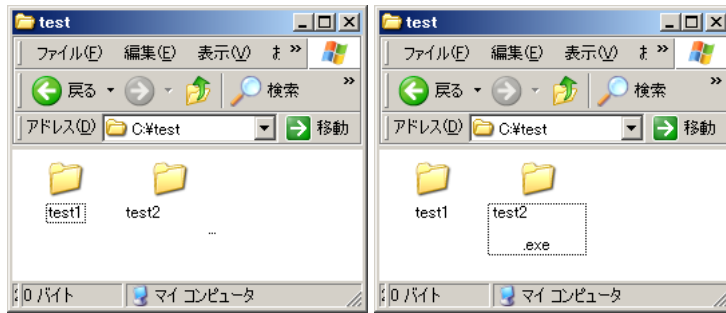 test
ファイル(F) 編集(E) 表示(V) ま »
戻る 検索 »
アドレス(D) C:¥test 移動
test1 test2
...
0 バイト マイ コンピュータ
test
ファイル(F) 編集(E) 表示(V) ま »
戻る 検索 »
アドレス(D) C:¥test 移動
test1 test2
.exe
0 バイト マイ コンピュータ